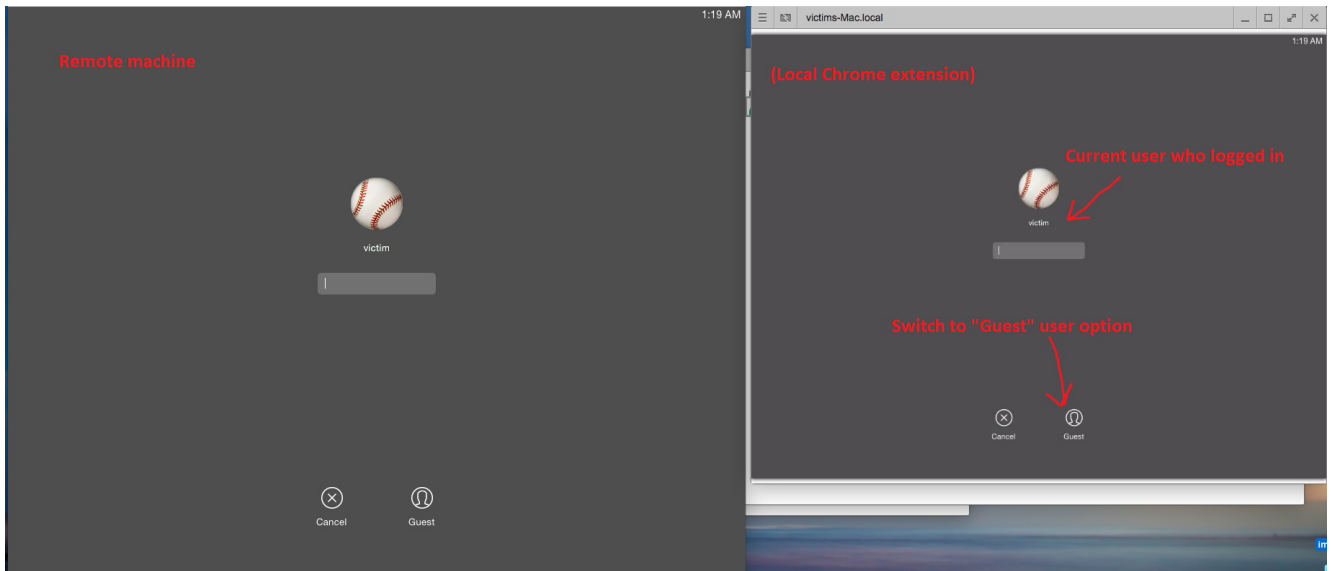 1:19 AM
Remote machine
victim
Cancel
Guest
victims-Mac.local
1:19 AM
(Local Chrome extension)
Current user who logged in
victim
Switch to "Guest" user option
Cancel
Guest
im